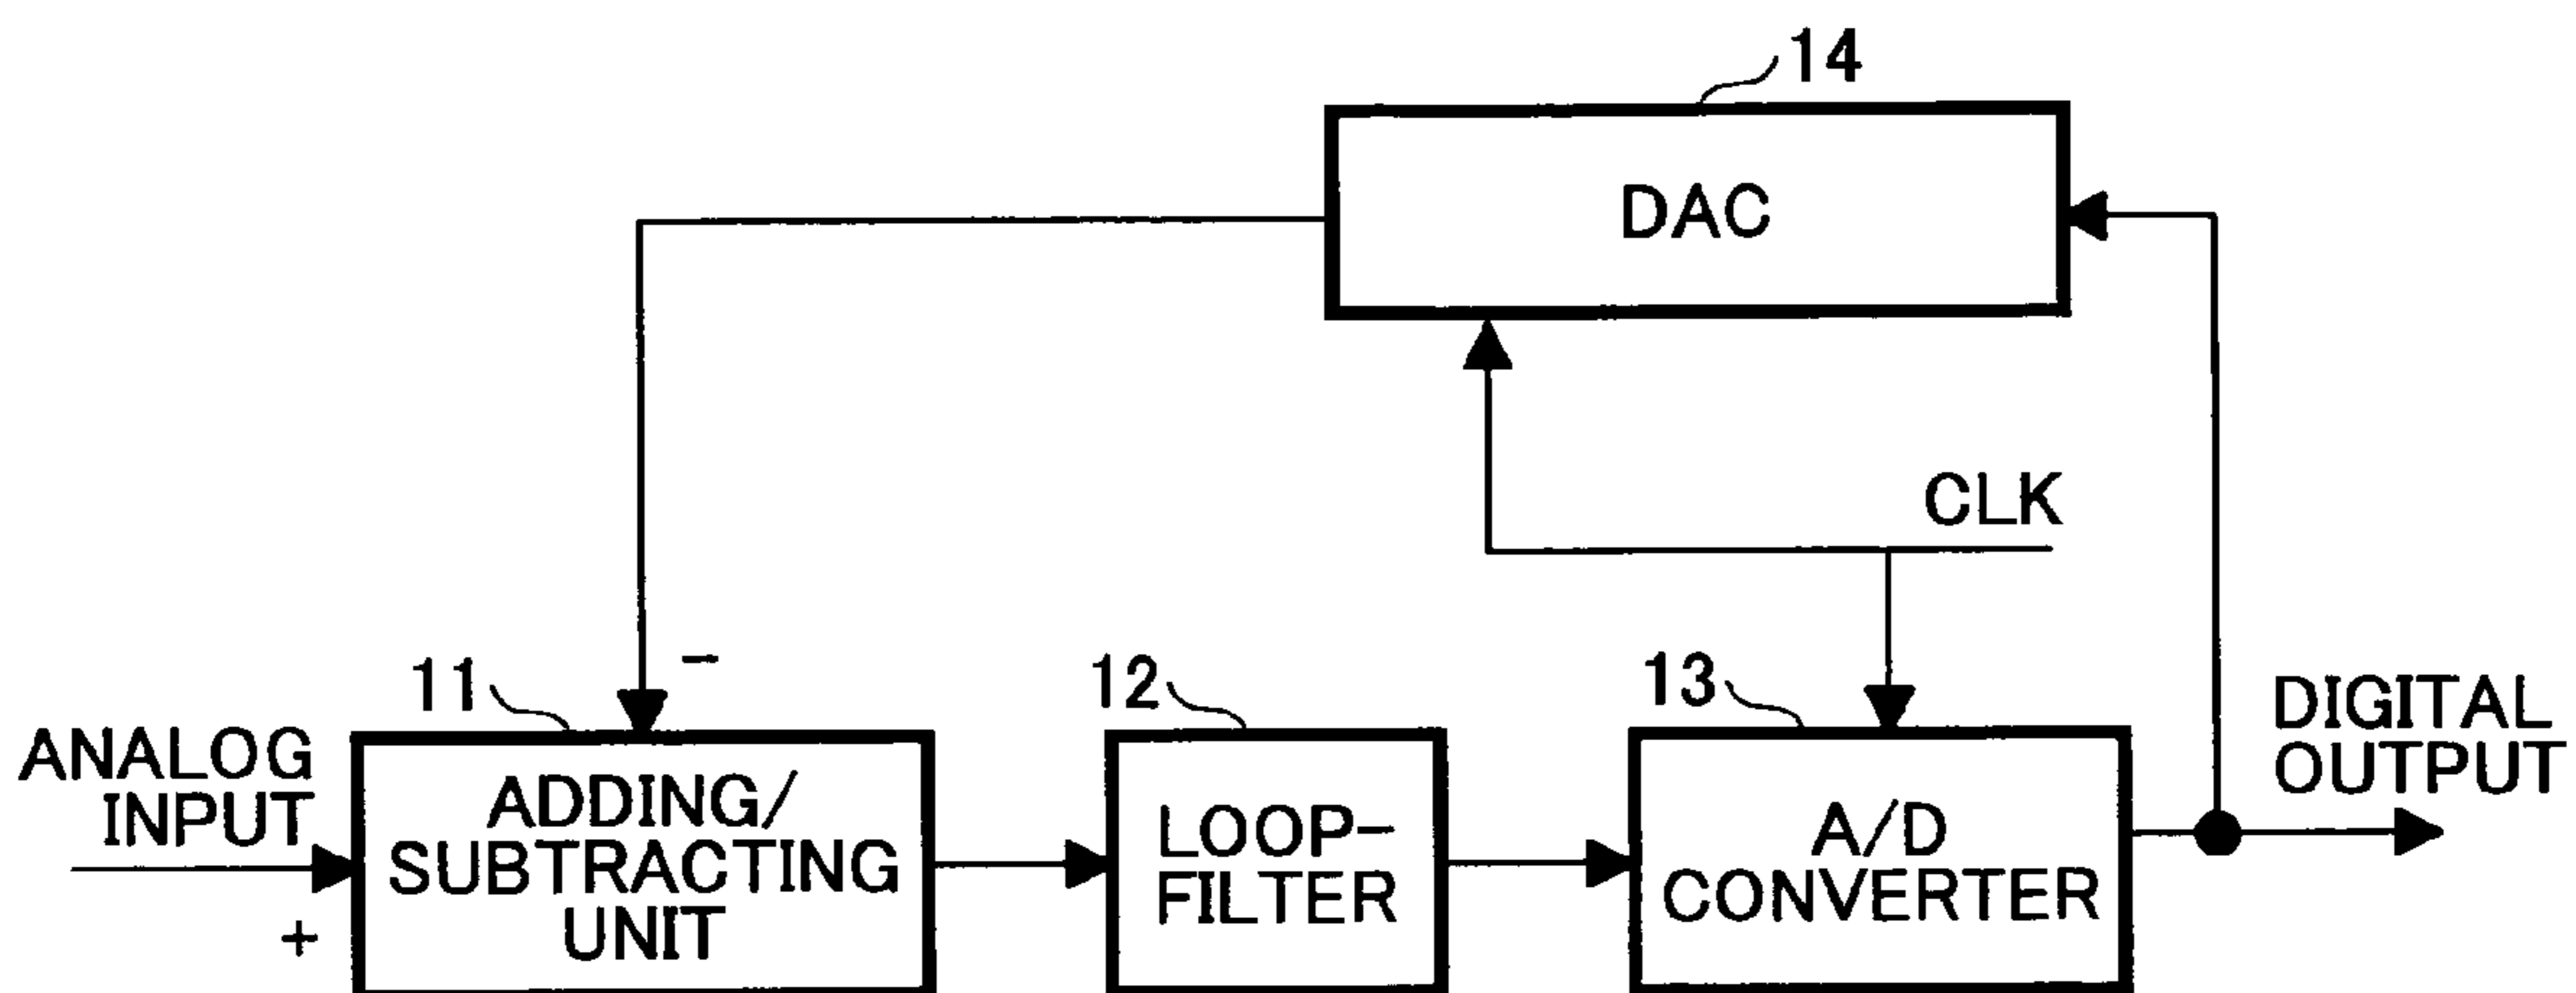 14
DAC
CLK
11
-
12
13
ANALOG
INPUT
+
ADDING/
SUBTRACTING
UNIT
LOOP-
FILTER
A/D
CONVERTER
DIGITAL
OUTPUT